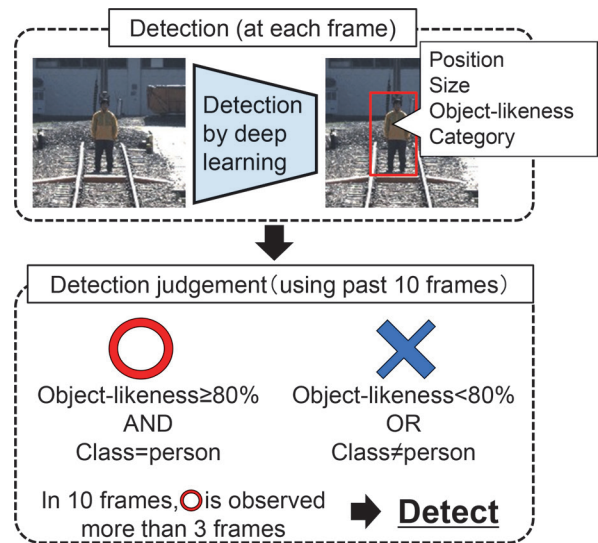 Detection (at each frame)
Detection
by deep
learning
Position
Size
Object-likeness
Category
Detection judgement(using past 10 frames)
Object-likeness≥80%
AND
Class=person
Object-likeness<80%
OR
Class≠person
In 10 frames, is observed
more than 3 frames
Detect